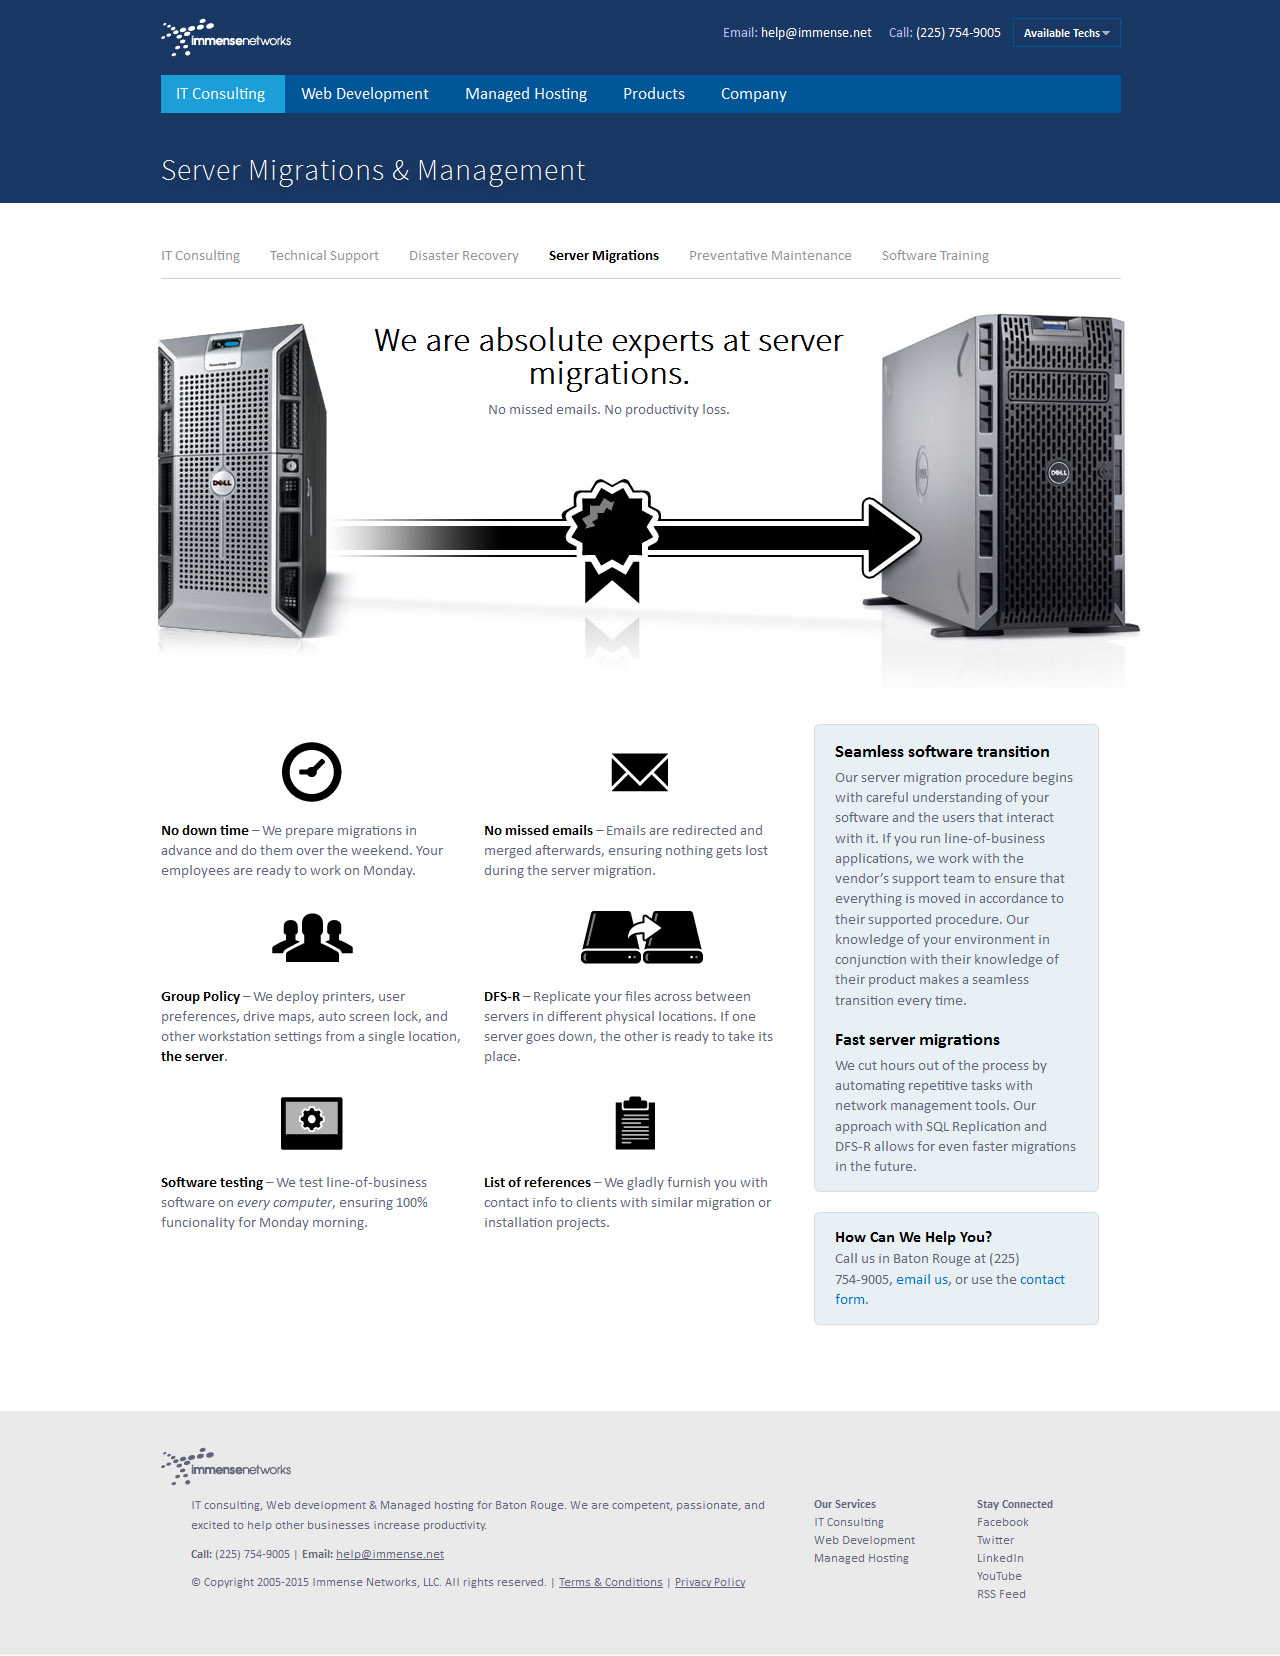 immensenetworks
Email: help@immense.net Call: (225) 754-9005 Available Techs
IT Consulting Web Development Managed Hosting Products Company
Server Migrations & Management
IT Consulting Technical Support Disaster Recovery Server Migrations Preventative Maintenance Software Training
We are absolute experts at server
migrations.
No missed emails. No productivity loss.
DELL
DELL
No down time – We prepare migrations in
advance and do them over the weekend. Your
employees are ready to work on Monday.
No missed emails – Emails are redirected and
merged afterwards, ensuring nothing gets lost
during the server migration.
Group Policy – We deploy printers, user
preferences, drive maps, auto screen lock, and
other workstation settings from a single location,
the server.
DFS-R – Replicate your files across between
servers in different physical locations. If one
server goes down, the other is ready to take its
place.
Software testing – We test line-of-business
software on every computer, ensuring 100%
funcionality for Monday morning.
List of references – We gladly furnish you with
contact info to clients with similar migration or
installation projects.
Seamless software transition
Our server migration procedure begins
with careful understanding of your
software and the users that interact
with it. If you run line-of-business
applications, we work with the
vendor’s support team to ensure that
everything is moved in accordance to
their supported procedure. Our
knowledge of your environment in
conjunction with their knowledge of
their product makes a seamless
transition every time.
Fast server migrations
We cut hours out of the process by
automating repetitive tasks with
network management tools. Our
approach with SQL Replication and
DFS-R allows for even faster migrations
in the future.
How Can We Help You?
Call us in Baton Rouge at (225)
754-9005, email us, or use the contact
form.
immensenetworks
IT consulting, Web development & Managed hosting for Baton Rouge. We are competent, passionate, and
excited to help other businesses increase productivity.
Call: (225) 754-9005 | Email: help@immense.net
© Copyright 2005-2015 Immense Networks, LLC. All rights reserved. | Terms & Conditions | Privacy Policy
Our Services
IT Consulting
Web Development
Managed Hosting
Stay Connected
Facebook
Twitter
LinkedIn
YouTube
RSS Feed